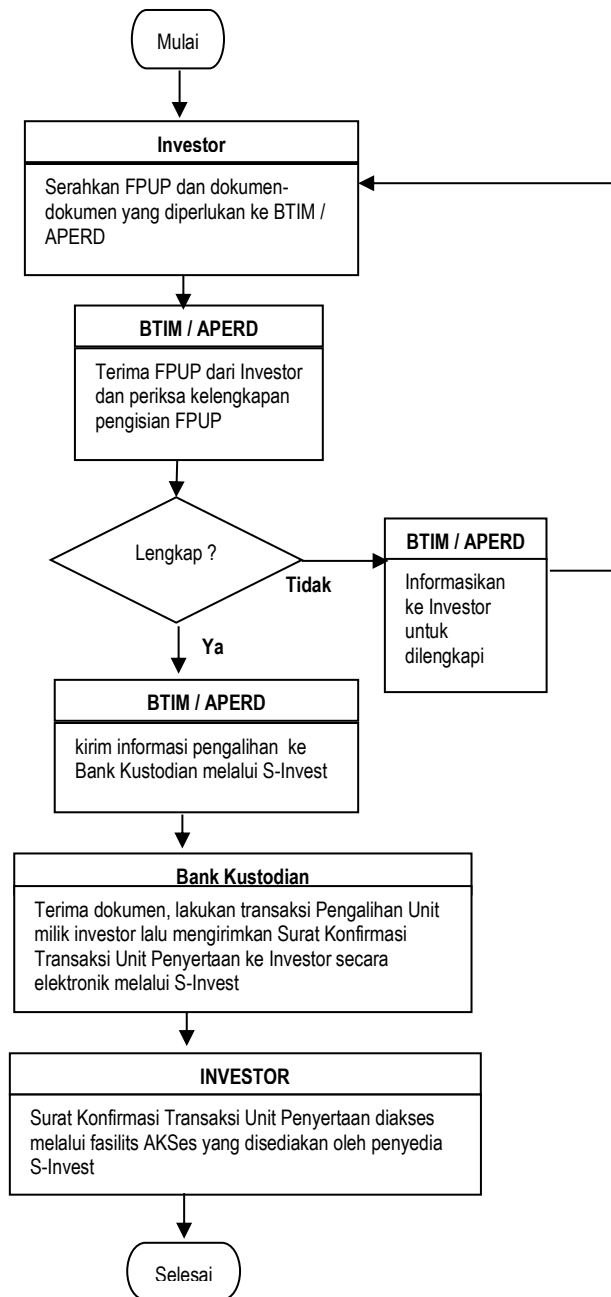 Mulai
Investor
Serahkan FPUP dan dokumen-
dokumen yang diperlukan ke BTIM /
APERD
BTIM / APERD
Terima FPUP dari Investor
dan periksa kelengkapan
pengisian FPUP
Lengkap ?
Tidak
BTIM / APERD
Informasikan
ke Investor
untuk
dilengkapi
Ya
BTIM / APERD
kirim informasi pengalihan ke
Bank Kustodian melalui S-Invest
Bank Kustodian
Terima dokumen, lakukan transaksi Pengalihan Unit
milik investor lalu mengirimkan Surat Konfirmasi
Transaksi Unit Penyertaan ke Investor secara
elektronik melalui S-Invest
INVESTOR
Surat Konfirmasi Transaksi Unit Penyertaan diakses
melalui fasilits AKSes yang disediakan oleh penyedia
S-Invest
Selesai